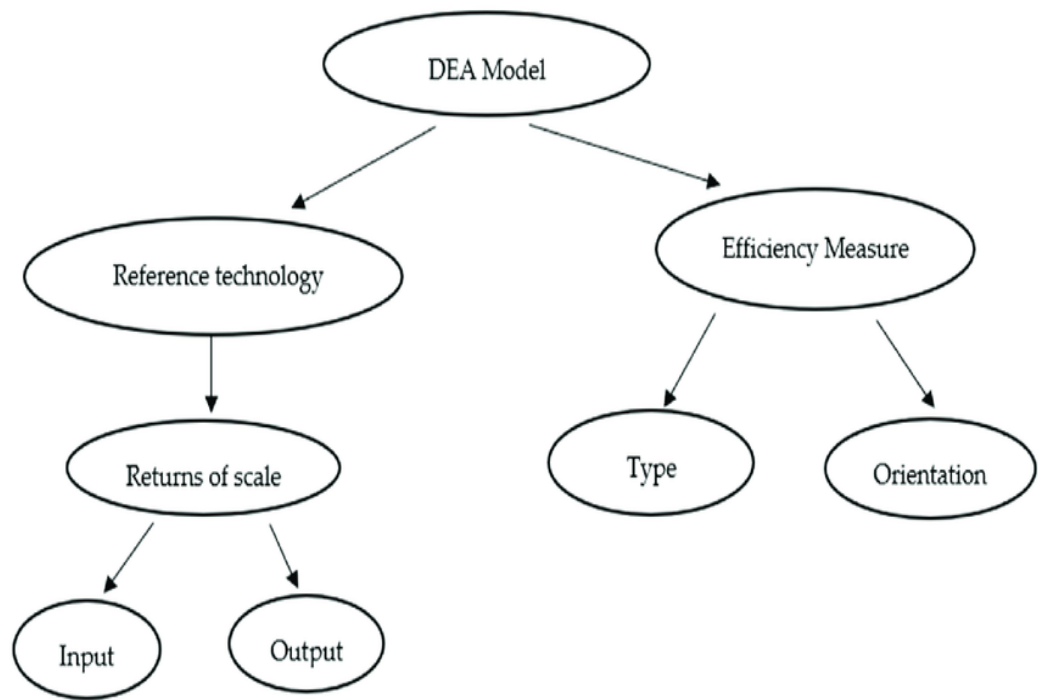 DEA Model
Reference technology
Efficiency Measure
Returns of scale
Type
Orientation
Input
Output